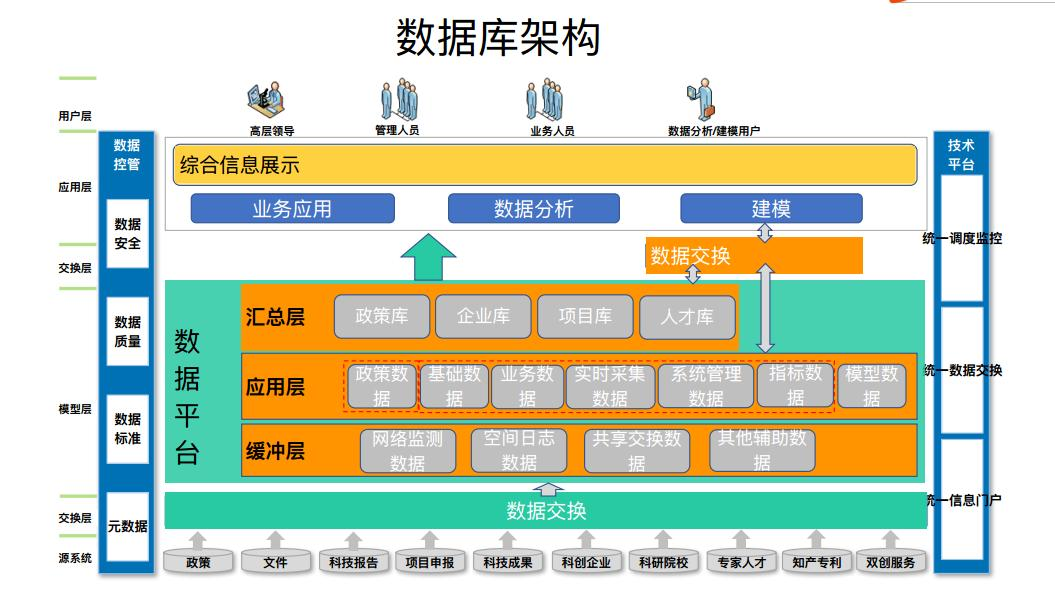 数据库架构
用户层
高层领导
管理人员
业务人员
数据分析/建模用户
数据
控管
技术
平台
应用层
综合信息展示
业务应用
数据分析
建模
数据
安全
统一调度监控
交换层
数据交换
数
据
平
台
汇总层
政策库
企业库
项目库
人才库
数据
质量
应用层
政策数
据
基础数
据
业务数
据
实时采集
数据
系统管理
数据
指标数
据
模型数
据
统一数据交换
模型层
数据
标准
缓冲层
网络监测
数据
空间日志
数据
共享交换数
据
其他辅助数
据
统一信息门户
交换层
元数据
数据交换
源系统
政策
文件
科技报告
项目申报
科技成果
科创企业
科研院校
专家人才
知产专利
双创服务